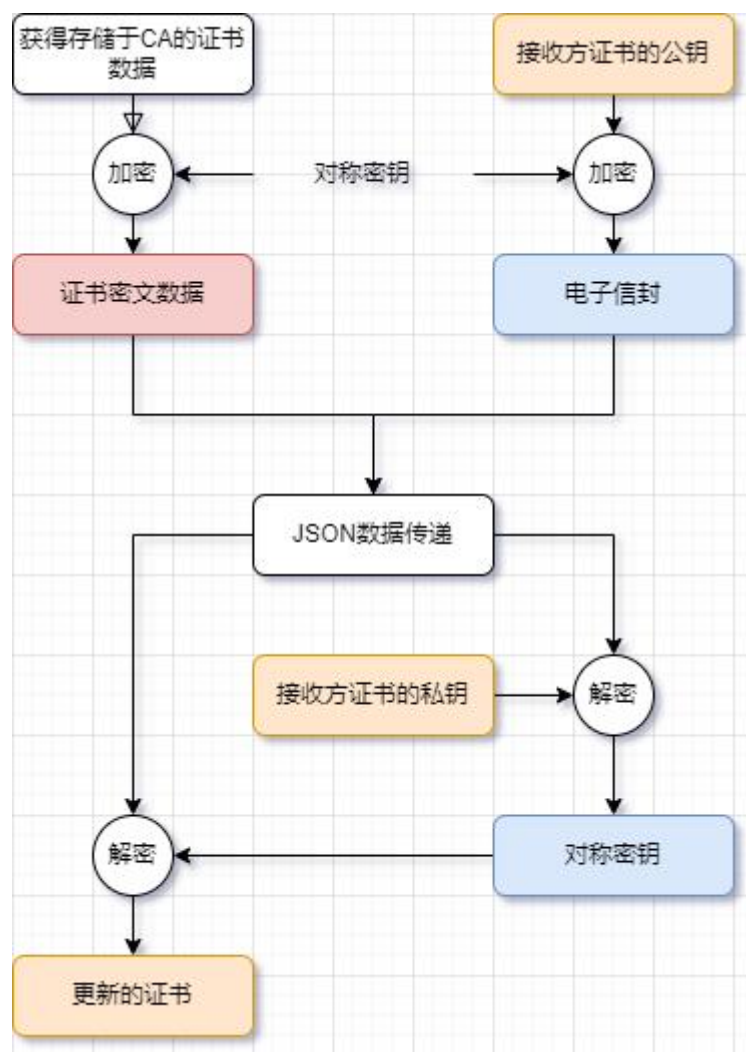 获得存储于CA的证书
数据
接收方证书的公钥
加密
对称密钥
加密
证书密文数据
电子信封
JSON数据传递
接收方证书的私钥
解密
解密
对称密钥
更新的证书